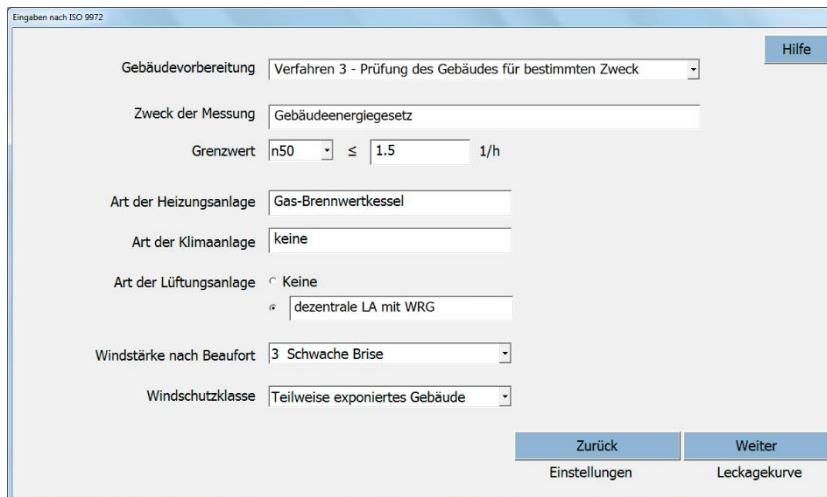 Eingaben nach ISO 9972
Hilfe
Gebäudevorbereitung Verfahren 3 - Prüfung des Gebäudes für bestimmten Zweck
Zweck der Messung Gebäudeenergiegesetz
Grenzwert n50 ≤ 1.5 1/h
Art der Heizungsanlage Gas-Brennwertkessel
Art der Klimaanlage keine
Art der Lüftungsanlage Keine
dezentrale LA mit WRG
Windstärke nach Beaufort 3 Schwache Brise
Windschutzklasse Teilweise exponiertes Gebäude
Zurück Weiter
Einstellungen Leckagekurve